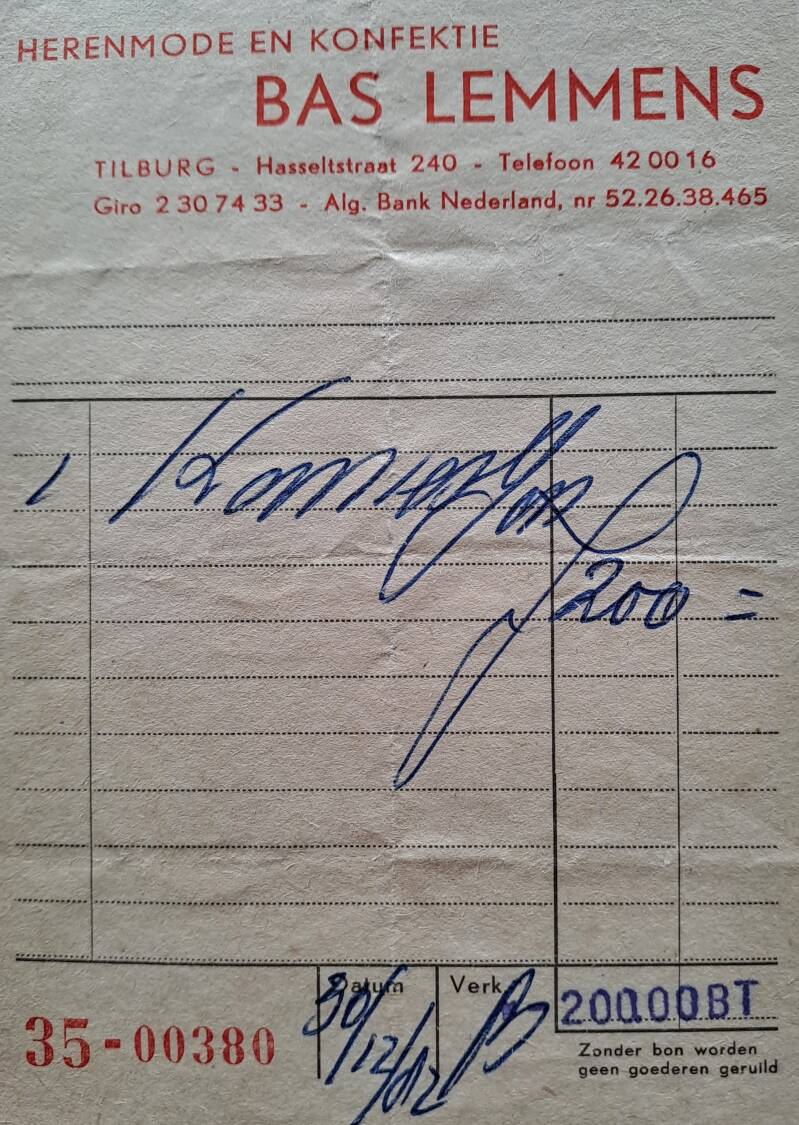 HERENMODE EN KONFEKTIE
BAS LEMMENS
TILBURG - Hasseltstraat 240 - Telefoon 42 00 16
Giro 2 30 74 33 - Alg. Bank Nederland, nr 52.26.38.465
1
200 =
Datum
Verk.
30/12/82
200.00BT
35-00380
Zonder bon worden
geen goederen geruild